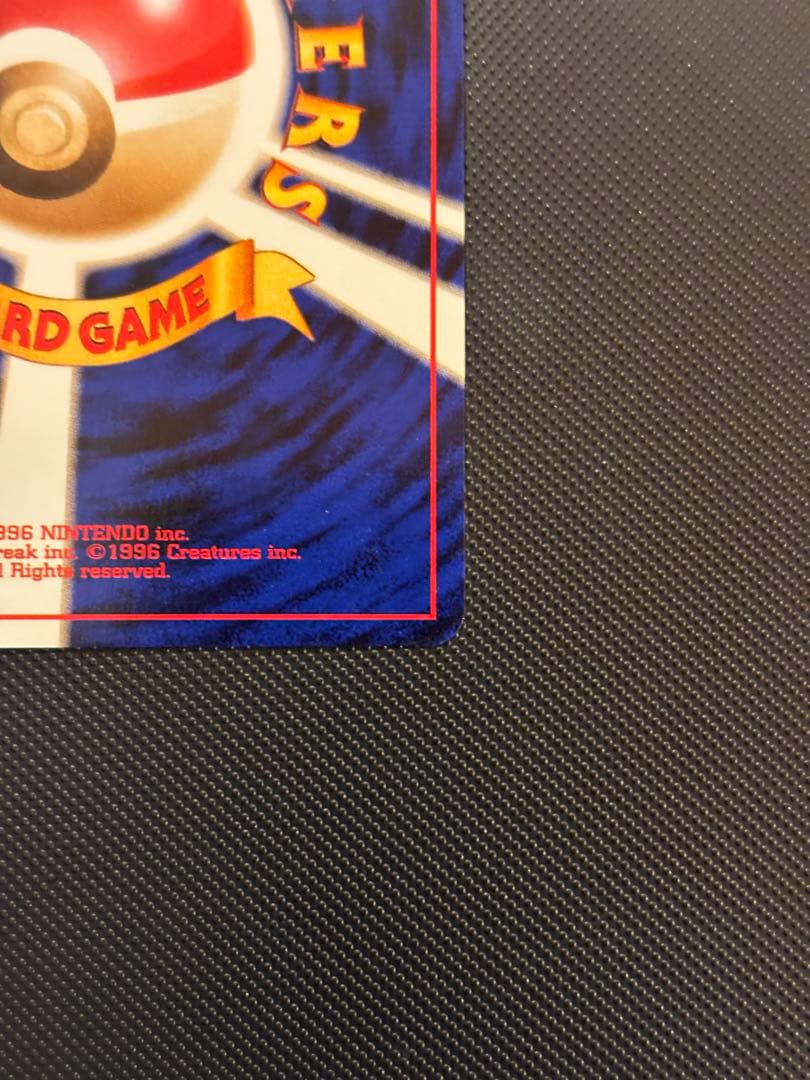 ERS
RD GAME
996 NINTENDO inc.
reak inc. ©1996 Creatures inc.
l Rights reserved.